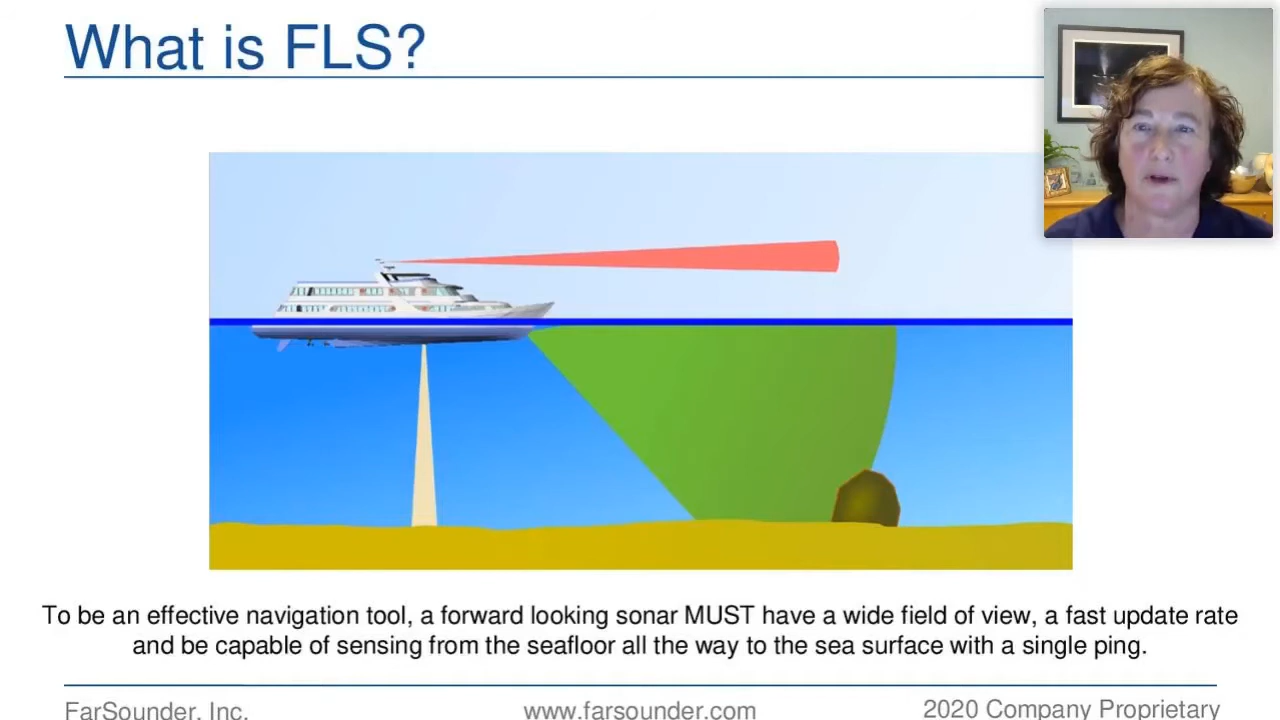 What is FLS?
To be an effective navigation tool, a forward looking sonar MUST have a wide field of view, a fast update rate
and be capable of sensing from the seafloor all the way to the sea surface with a single ping.
FarSounder, Inc.
www.farsounder.com
2020 Company Proprietary